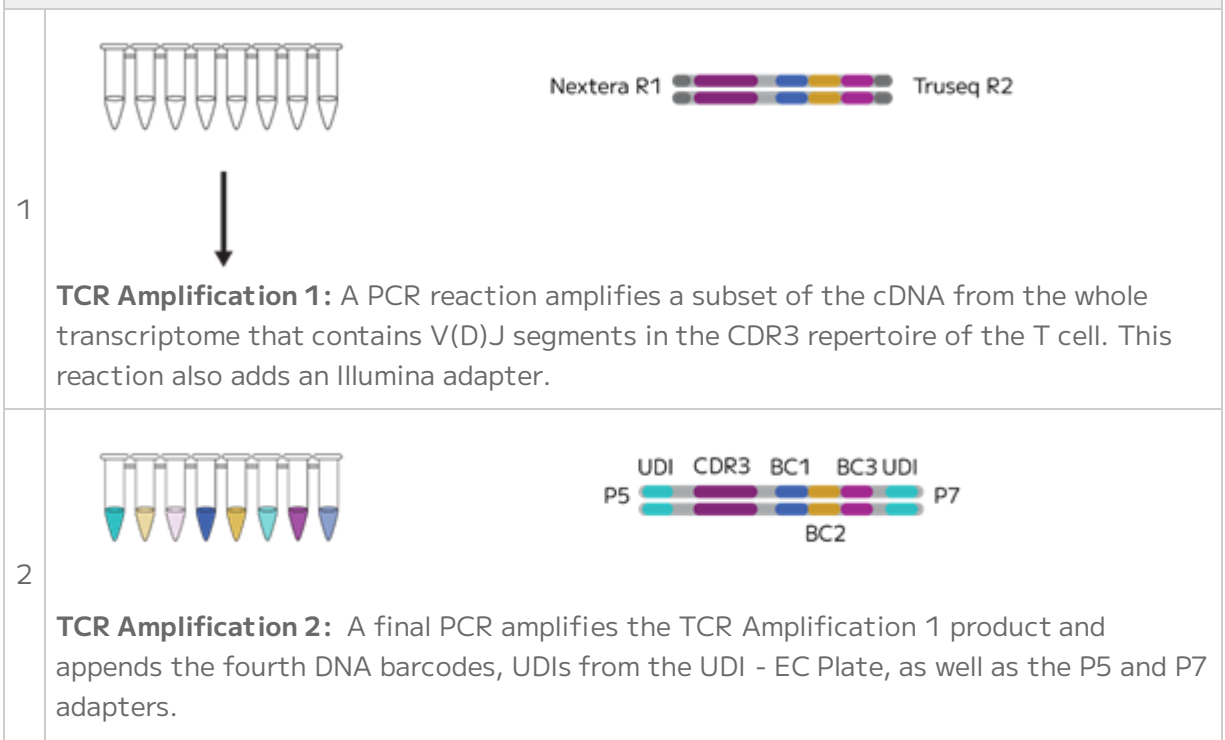 Nextera R1
Truseq R2
1
TCR Amplification 1: A PCR reaction amplifies a subset of the cDNA from the whole
transcriptome that contains V(D)J segments in the CDR3 repertoire of the T cell. This
reaction also adds an Illumina adapter.
UDI CDR3 BC1 BC3 UDI
P5
P7
BC2
2
TCR Amplification 2: A final PCR amplifies the TCR Amplification 1 product and
appends the fourth DNA barcodes, UDIs from the UDI - EC Plate, as well as the P5 and P7
adapters.